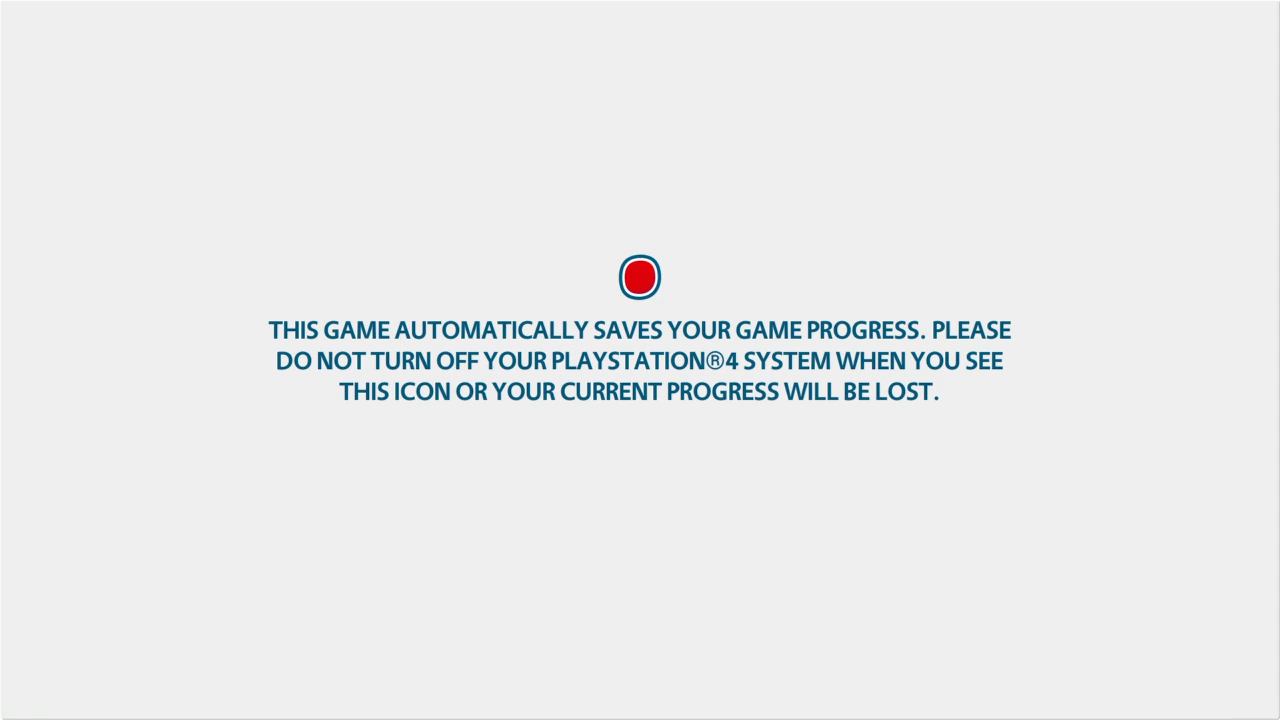 THIS GAME AUTOMATICALLY SAVES YOUR GAME PROGRESS. PLEASE
DO NOT TURN OFF YOUR PLAYSTATION®4 SYSTEM WHEN YOU SEE
THIS ICON OR YOUR CURRENT PROGRESS WILL BE LOST.